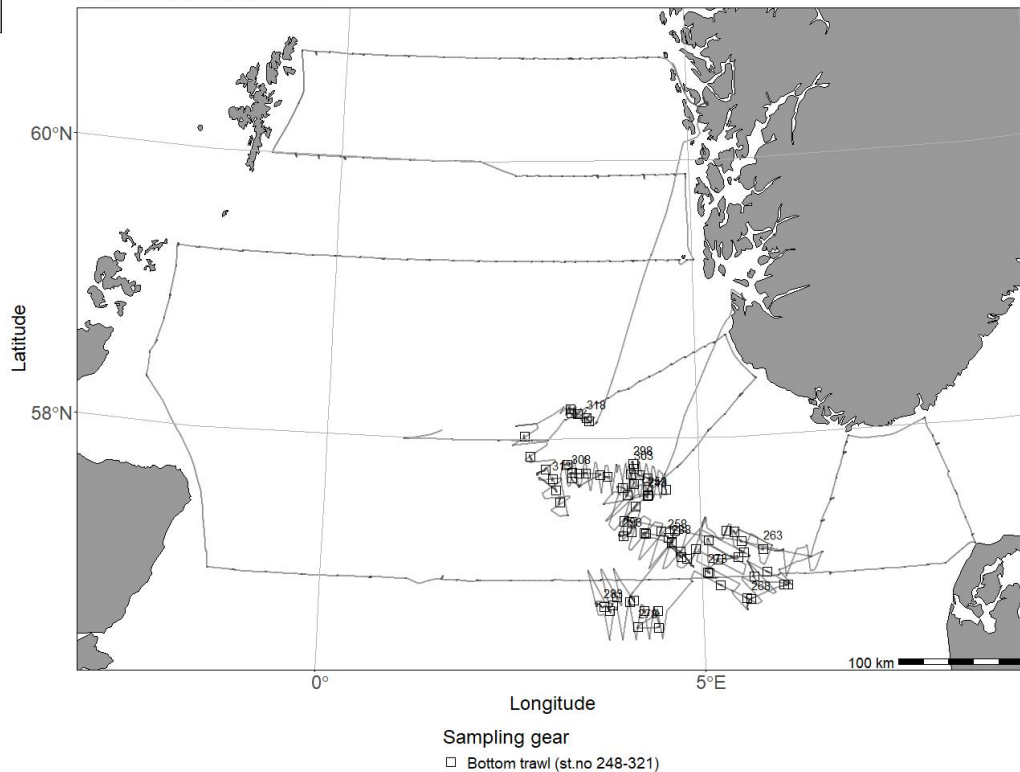 60°N
58°N
Latitude
318
298
303
308
258
263
268
283
100 km
0°
5°E
Longitude
Sampling gear
Bottom trawl (st.no 248-321)